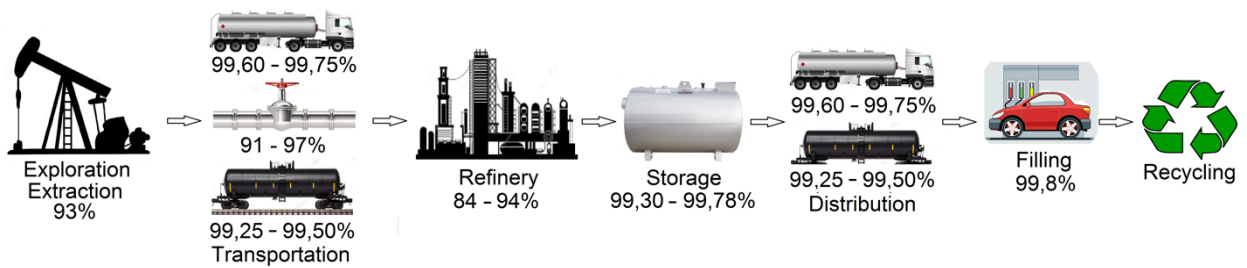 Exploration
Extraction
93%
99,60 – 99,75%
91 – 97%
99,25 – 99,50%
Transportation
Refinery
84 – 94%
Storage
99,30 – 99,78%
99,60 – 99,75%
99,25 – 99,50%
Distribution
Filling
99,8%
Recycling